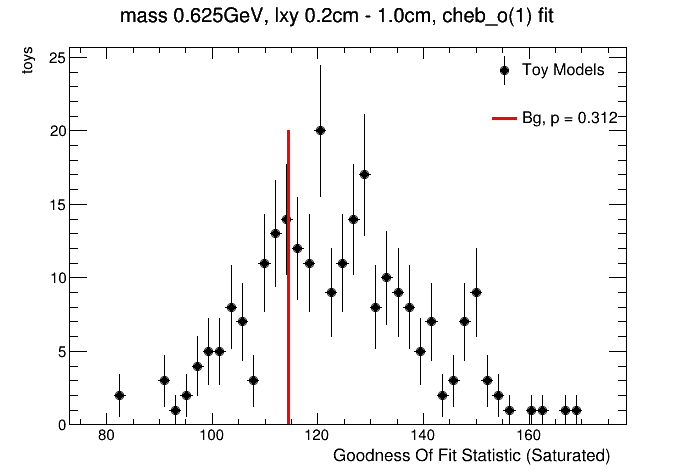 mass 0.625GeV, lxy 0.2cm - 1.0cm, cheb_o(1) fit
toys
25
20
15
10
5
0
Toy Models
Bg, p = 0.312
80 100 120 140 160
Goodness Of Fit Statistic (Saturated)